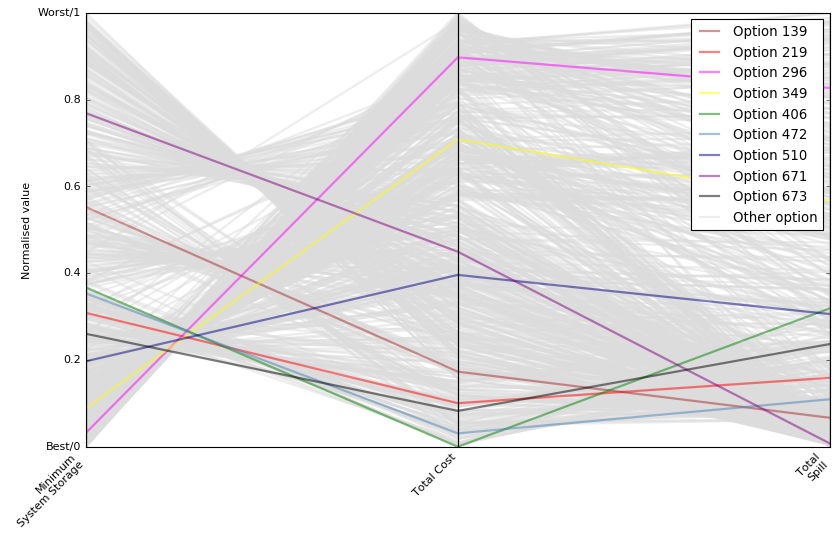 Worst/1
0.8
0.6
0.4
0.2
Best/0
Normalised value
Minimum
System Storage
Total Cost
Total
Spill
Option 139
Option 219
Option 296
Option 349
Option 406
Option 472
Option 510
Option 671
Option 673
Other option